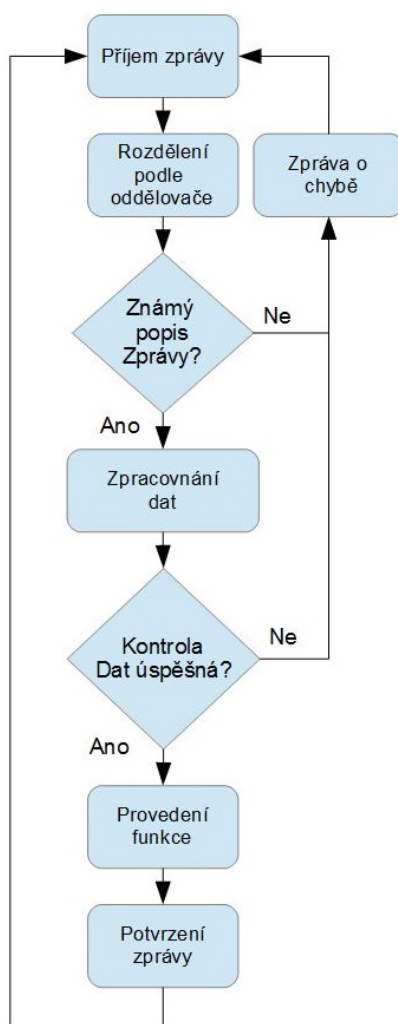 Příjem zprávy
Rozdělení
podle
oddělovače
Zpráva o
chybě
Známý
popis
Zprávy?
Ne
Ano
Zpracovnání
dat
Kontrola
Dat úspěšná?
Ne
Ano
Provedení
funkce
Potvrzení
zprávy